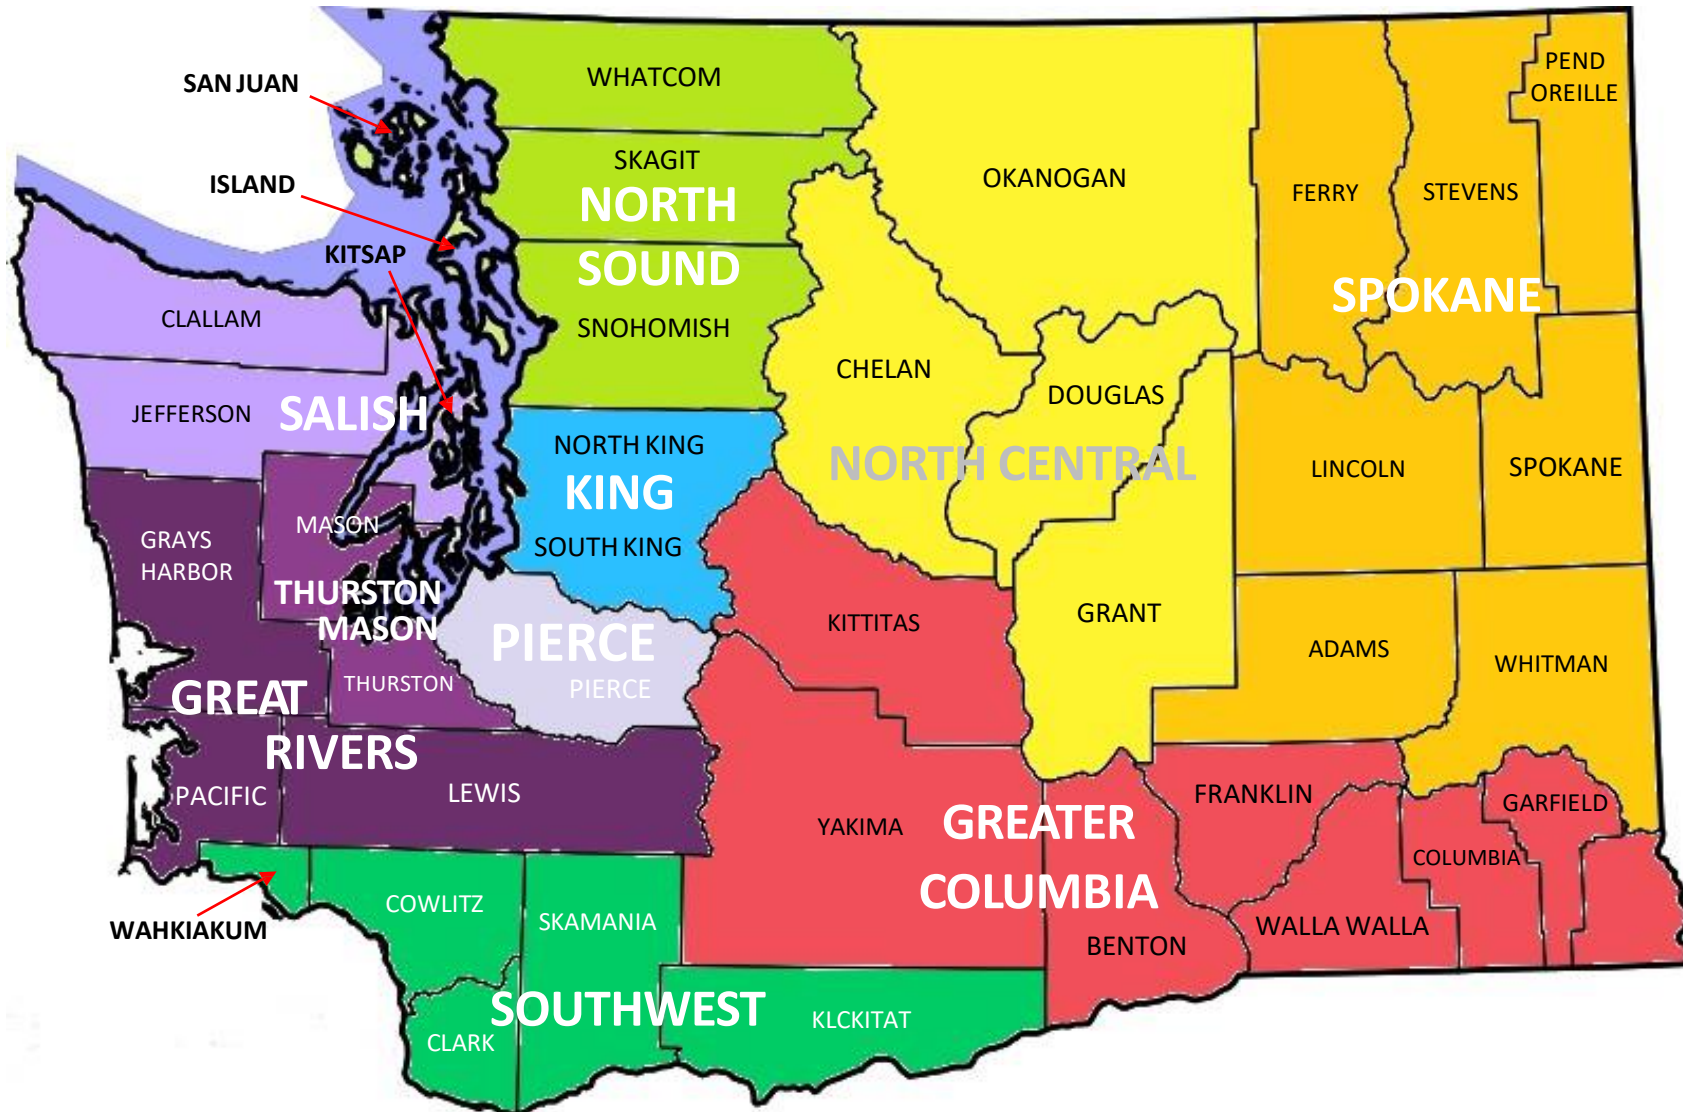 WHATCOM
PEND
OREILLE
SAN JUAN
SKAGIT
ISLAND
OKANOGAN
FERRY
STEVENS
NORTH
SOUND
KITSAP
SPOKANE
CLALLAM
SNOHOMISH
CHELAN
DOUGLAS
JEFFERSON
SALISH
NORTH KING
KING
SOUTH KING
NORTH CENTRAL
LINCOLN
SPOKANE
MASON
GRAYS
HARBOR
THURSTON
MASON
KITTITAS
GRANT
ADAMS
WHITMAN
PIERCE
PIERCE
THURSTON
GREAT
RIVERS
PACIFIC
LEWIS
YAKIMA
GREATER
COLUMBIA
FRANKLIN
GARFIELD
COLUMBIA
WALLA WALLA
BENTON
WAHKIAKUM
COWLITZ
SKAMANIA
SOUTHWEST
KLCKITAT
CLARK